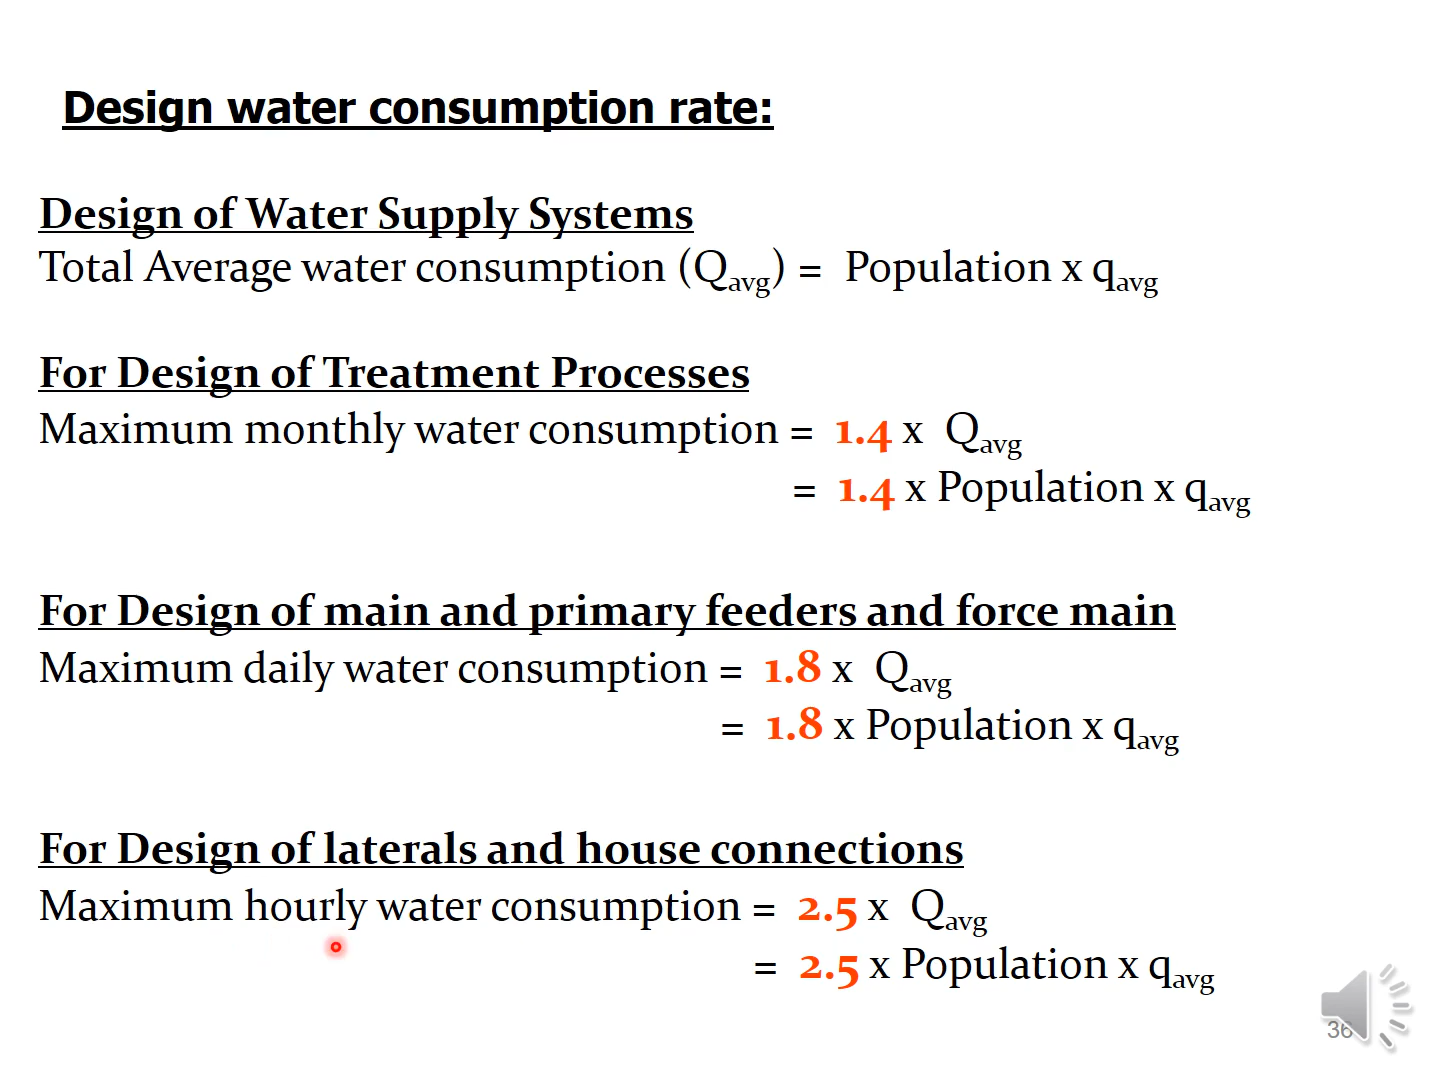 Design water consumption rate:
Design of Water Supply Systems
Total Average water consumption (Qavg) = Population x qavg
For Design of Treatment Processes
Maximum monthly water consumption = 1.4 x Qavg
= 1.4 x Population x qavg
For Design of main and primary feeders and force main
Maximum daily water consumption = 1.8 x Qavg
= 1.8 x Population x qavg
For Design of laterals and house connections
Maximum hourly water consumption = 2.5 x Qavg
= 2.5 x Population x qavg
36